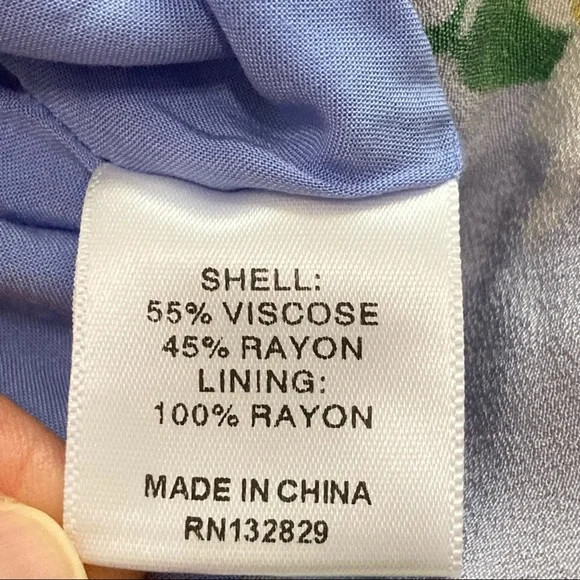 SHELL:
55% VISCOSE
45% RAYON
LINING:
100% RAYON
MADE IN CHINA
RN132829